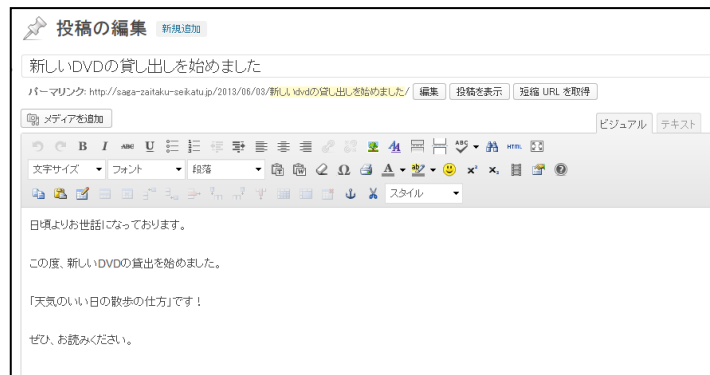 投稿の編集 新規追加
新しいDVDの貸し出しを始めました
パーマリンク: http://saga-zaitaku-seikatu.jp/2013/06/03/新しいdvdの貸し出しを始めました/ 編集 投稿を表示 短縮 URL を取得
メディアを追加 ビジュアル テキスト
B I ABC U ABC HTML
文字サイズ フォント 段落 Ω A ab x² x₂
スタイル
日頃よりお世話になっております。
この度、新しいDVDの貸出を始めました。
「天気のいい日の散歩の仕方」です！
ぜひ、お読みください。